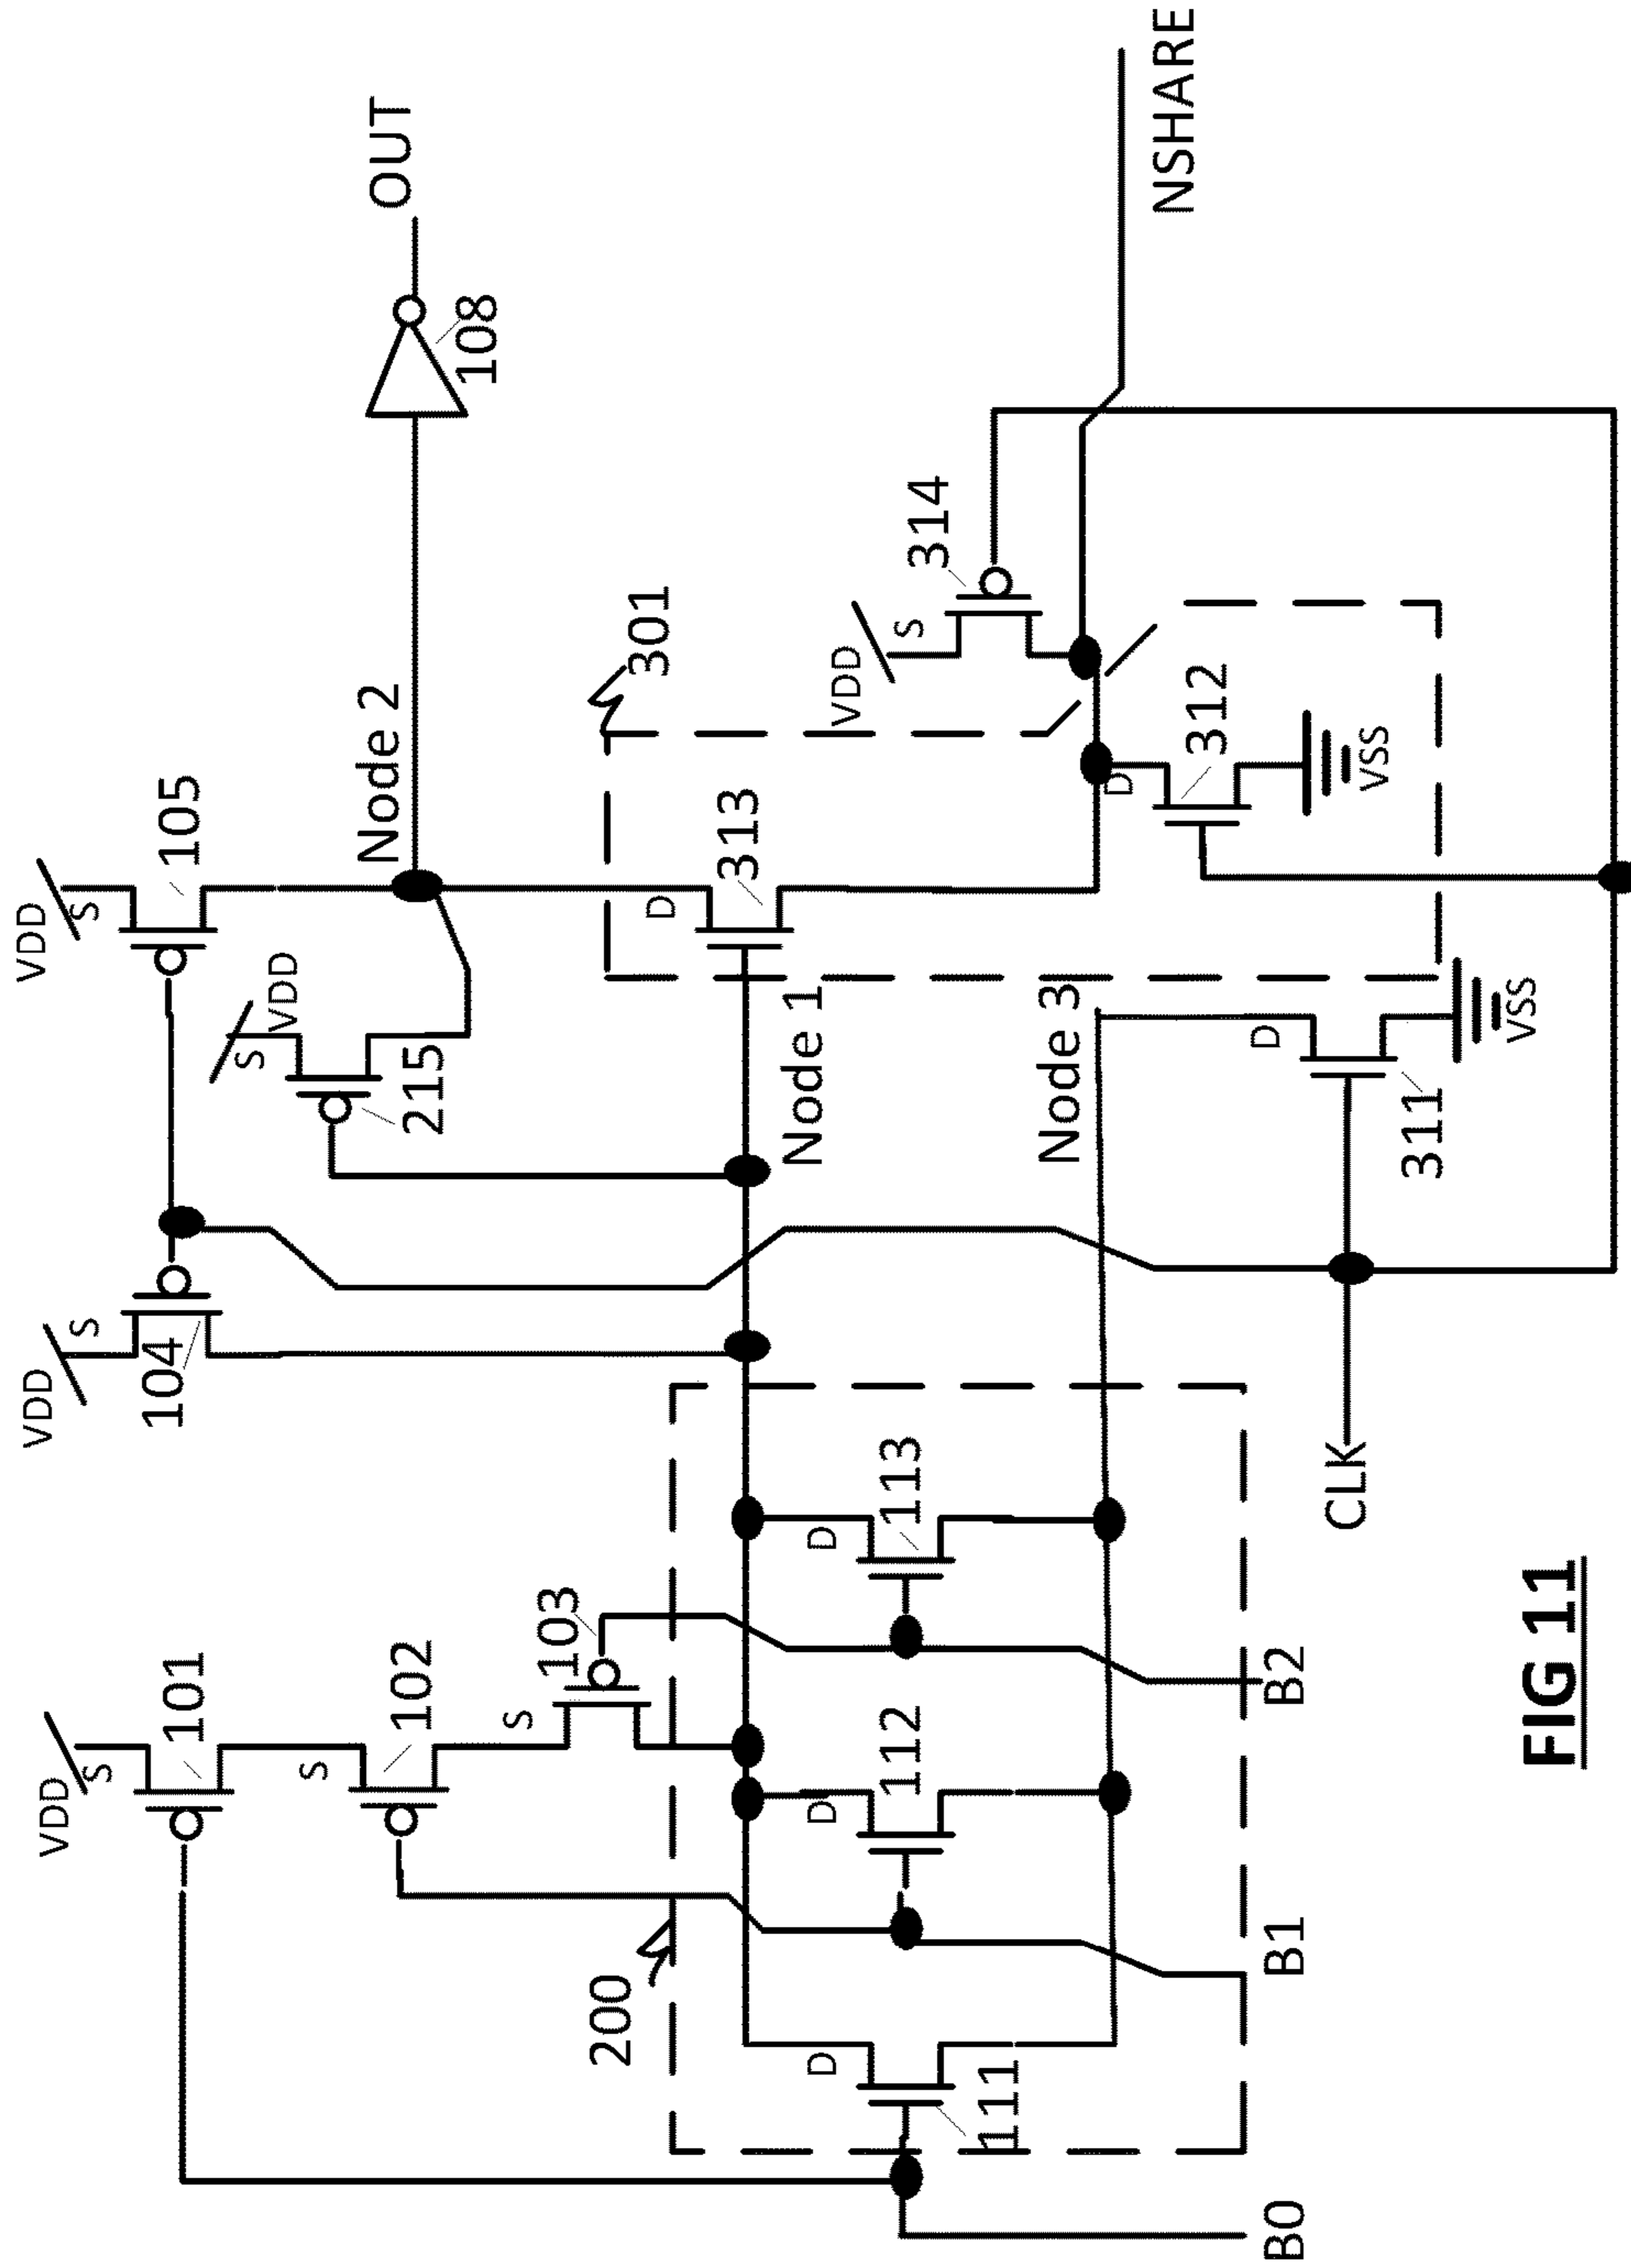 VDD
S
101
S
102
S
103
VDD
S
104
VDD
S
105
S
VDD
215
Node 2
OUT
108
200
D
111
D
112
D
113
Node 1
D
313
301
VDD
S
314
NSHARE
Node 3
D
312
VSS
D
311
VSS
B0
B1
B2
CLK
FIG 11